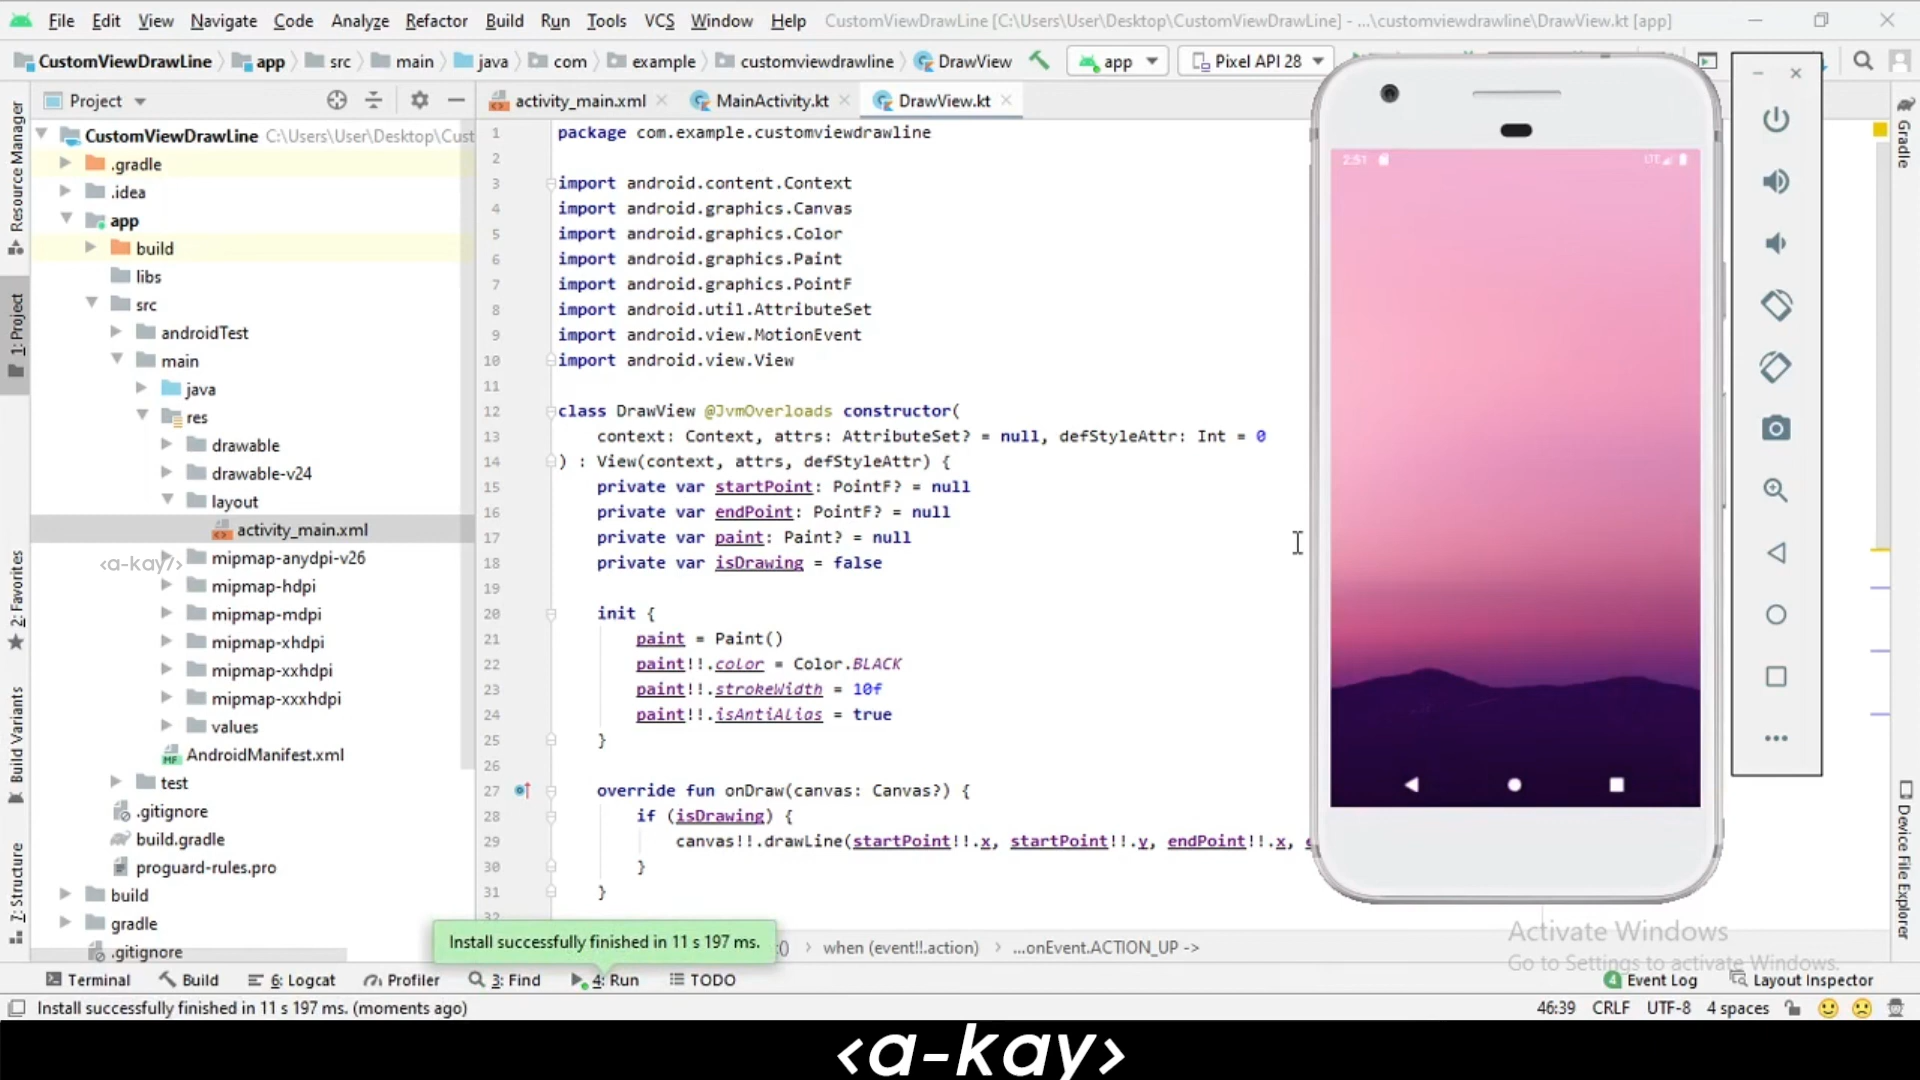 File Edit View Navigate Code Analyze Refactor Build Run Tools VCS Window Help CustomViewDrawLine [C:\Users\User\Desktop\CustomViewDrawLine] - ...\customviewdrawline\DrawView.kt [app]
CustomViewDrawLine app src main java com example customviewdrawline DrawView app Pixel API 28
Project
activity_main.xml MainActivity.kt DrawView.kt
Resource Manager
1: Project
2: Favorites
Build Variants
7: Structure
CustomViewDrawLine C:\Users\User\Desktop\Cust
.gradle
.idea
app
build
libs
src
androidTest
main
java
res
drawable
drawable-v24
layout
activity_main.xml
mipmap-anydpi-v26
<a-kay/>
mipmap-hdpi
mipmap-mdpi
mipmap-xhdpi
mipmap-xxhdpi
mipmap-xxxhdpi
values
AndroidManifest.xml
test
.gitignore
build.gradle
proguard-rules.pro
build
gradle
.gitignore
1 package com.example.customviewdrawline
2
3 import android.content.Context
4 import android.graphics.Canvas
5 import android.graphics.Color
6 import android.graphics.Paint
7 import android.graphics.PointF
8 import android.util.AttributeSet
9 import android.view.MotionEvent
10 import android.view.View
11
12 class DrawView @JvmOverloads constructor(
13 context: Context, attrs: AttributeSet? = null, defStyleAttr: Int = 0
14 ) : View(context, attrs, defStyleAttr) {
15 private var startPoint: PointF? = null
16 private var endPoint: PointF? = null
17 private var paint: Paint? = null
18 private var isDrawing = false
19
20 init {
21 paint = Paint()
22 paint!!.color = Color.BLACK
23 paint!!.strokeWidth = 10f
24 paint!!.isAntiAlias = true
25 }
26
27 override fun onDraw(canvas: Canvas?) {
28 if (isDrawing) {
29 canvas!!.drawLine(startPoint!!.x, startPoint!!.y, endPoint!!.x, e
30 }
31 }
32
2:51 LTE
Gradle
Device File Explorer
Install successfully finished in 11 s 197 ms.
() when (event!!.action) ...onEvent.ACTION_UP ->
Activate Windows
Go to Settings to activate Windows.
Terminal Build 6: Logcat Profiler 3: Find 4: Run TODO 4 Event Log Layout Inspector
Install successfully finished in 11 s 197 ms. (moments ago) 46:39 CRLF UTF-8 4 spaces
<a-kay>